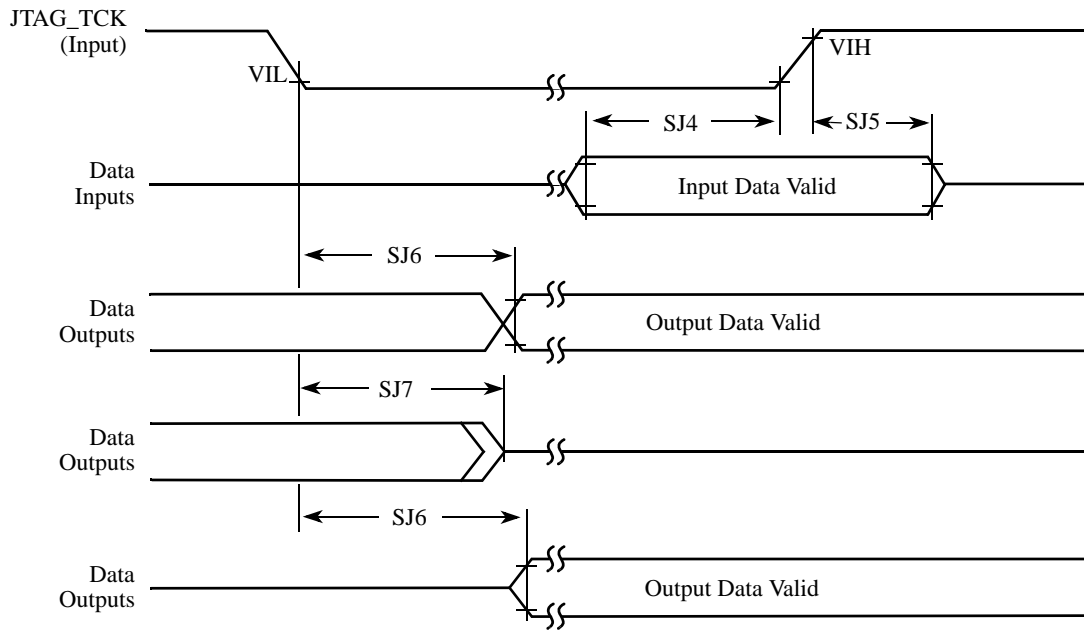 JTAG_TCK
(Input)
VIL
VIH
SJ4
SJ5
Data
Inputs
Input Data Valid
SJ6
Data
Outputs
Output Data Valid
SJ7
Data
Outputs
SJ6
Data
Outputs
Output Data Valid